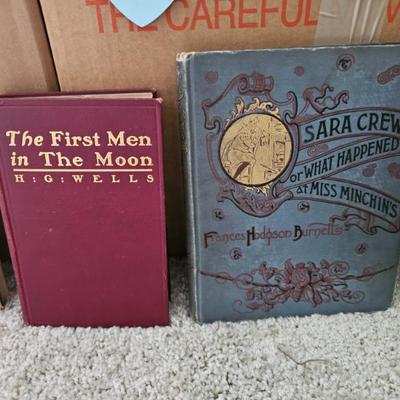 THE CAREFUL
The First Men
in The Moon
H:G:WELLS
SARA CREW
or WHAT HAPPENED
at MISS MINCHIN'S
Frances Hodgson Burnett